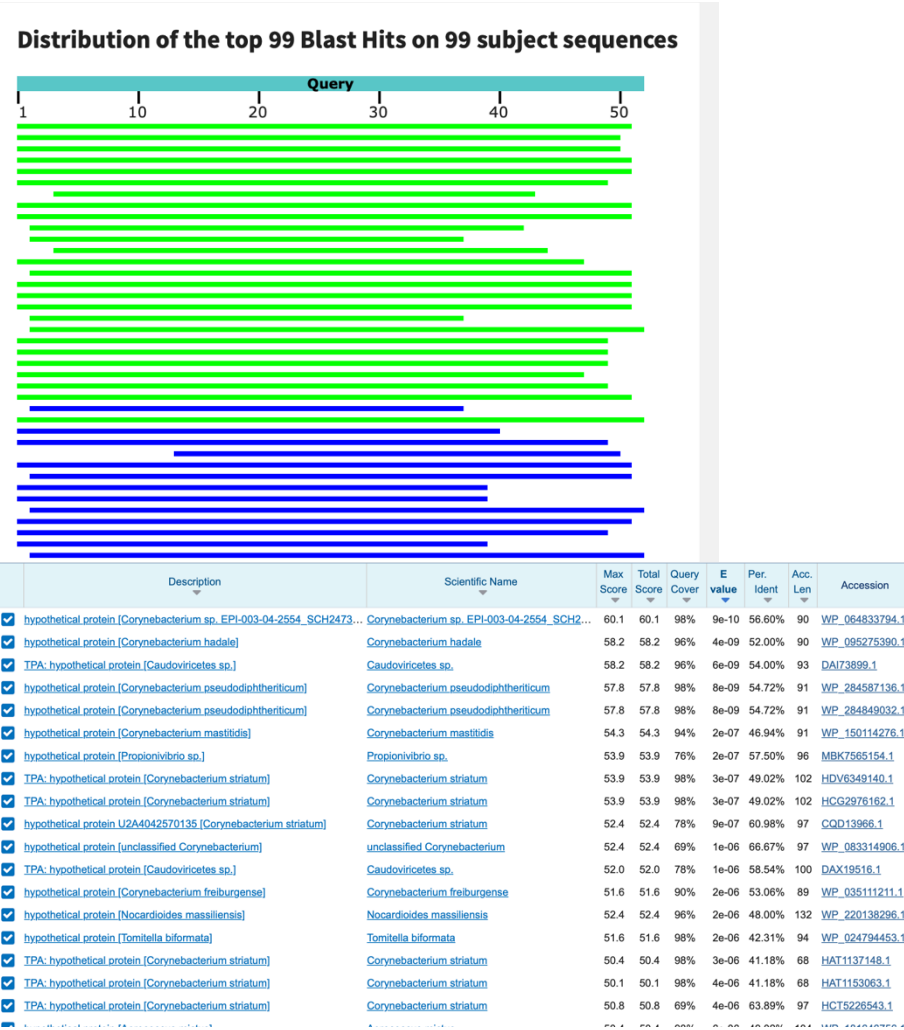 Distribution of the top 99 Blast Hits on 99 subject sequences
Query
1 10 20 30 40 50
Description Scientific Name Max Score Total Score Query Cover E value Per. Ident Acc. Len Accession
hypothetical protein [Corynebacterium sp. EPI-003-04-2554_SCH2473... Corynebacterium sp. EPI-003-04-2554_SCH2... 60.1 60.1 98% 9e-10 56.60% 90 WP_064833794.1
hypothetical protein [Corynebacterium hadale] Corynebacterium hadale 58.2 58.2 96% 4e-09 52.00% 90 WP_095275390.1
TPA: hypothetical protein [Caudoviricetes sp.] Caudoviricetes sp. 58.2 58.2 96% 6e-09 54.00% 93 DAI73899.1
hypothetical protein [Corynebacterium pseudodiphtheriticum] Corynebacterium pseudodiphtheriticum 57.8 57.8 98% 8e-09 54.72% 91 WP_284587136.1
hypothetical protein [Corynebacterium pseudodiphtheriticum] Corynebacterium pseudodiphtheriticum 57.8 57.8 98% 8e-09 54.72% 91 WP_284849032.1
hypothetical protein [Corynebacterium mastitidis] Corynebacterium mastitidis 54.3 54.3 94% 2e-07 46.94% 91 WP_150114276.1
hypothetical protein [Propionivibrio sp.] Propionivibrio sp. 53.9 53.9 76% 2e-07 57.50% 96 MBK7565154.1
TPA: hypothetical protein [Corynebacterium striatum] Corynebacterium striatum 53.9 53.9 98% 3e-07 49.02% 102 HDV6349140.1
TPA: hypothetical protein [Corynebacterium striatum] Corynebacterium striatum 53.9 53.9 98% 3e-07 49.02% 102 HCG2976162.1
hypothetical protein U2A4042570135 [Corynebacterium striatum] Corynebacterium striatum 52.4 52.4 78% 9e-07 60.98% 97 CQD13966.1
hypothetical protein [unclassified Corynebacterium] unclassified Corynebacterium 52.4 52.4 69% 1e-06 66.67% 97 WP_083314906.1
TPA: hypothetical protein [Caudoviricetes sp.] Caudoviricetes sp. 52.0 52.0 78% 1e-06 58.54% 100 DAX19516.1
hypothetical protein [Corynebacterium freiburgense] Corynebacterium freiburgense 51.6 51.6 90% 2e-06 53.06% 89 WP_035111211.1
hypothetical protein [Nocardioides massiliensis] Nocardioides massiliensis 52.4 52.4 96% 2e-06 48.00% 132 WP_220138296.1
hypothetical protein [Tomitella biformata] Tomitella biformata 51.6 51.6 98% 2e-06 42.31% 94 WP_024794453.1
TPA: hypothetical protein [Corynebacterium striatum] Corynebacterium striatum 50.4 50.4 98% 3e-06 41.18% 68 HAT1137148.1
TPA: hypothetical protein [Corynebacterium striatum] Corynebacterium striatum 50.1 50.1 98% 4e-06 41.18% 68 HAT1153063.1
TPA: hypothetical protein [Corynebacterium striatum] Corynebacterium striatum 50.8 50.8 69% 4e-06 63.89% 97 HCT5226543.1